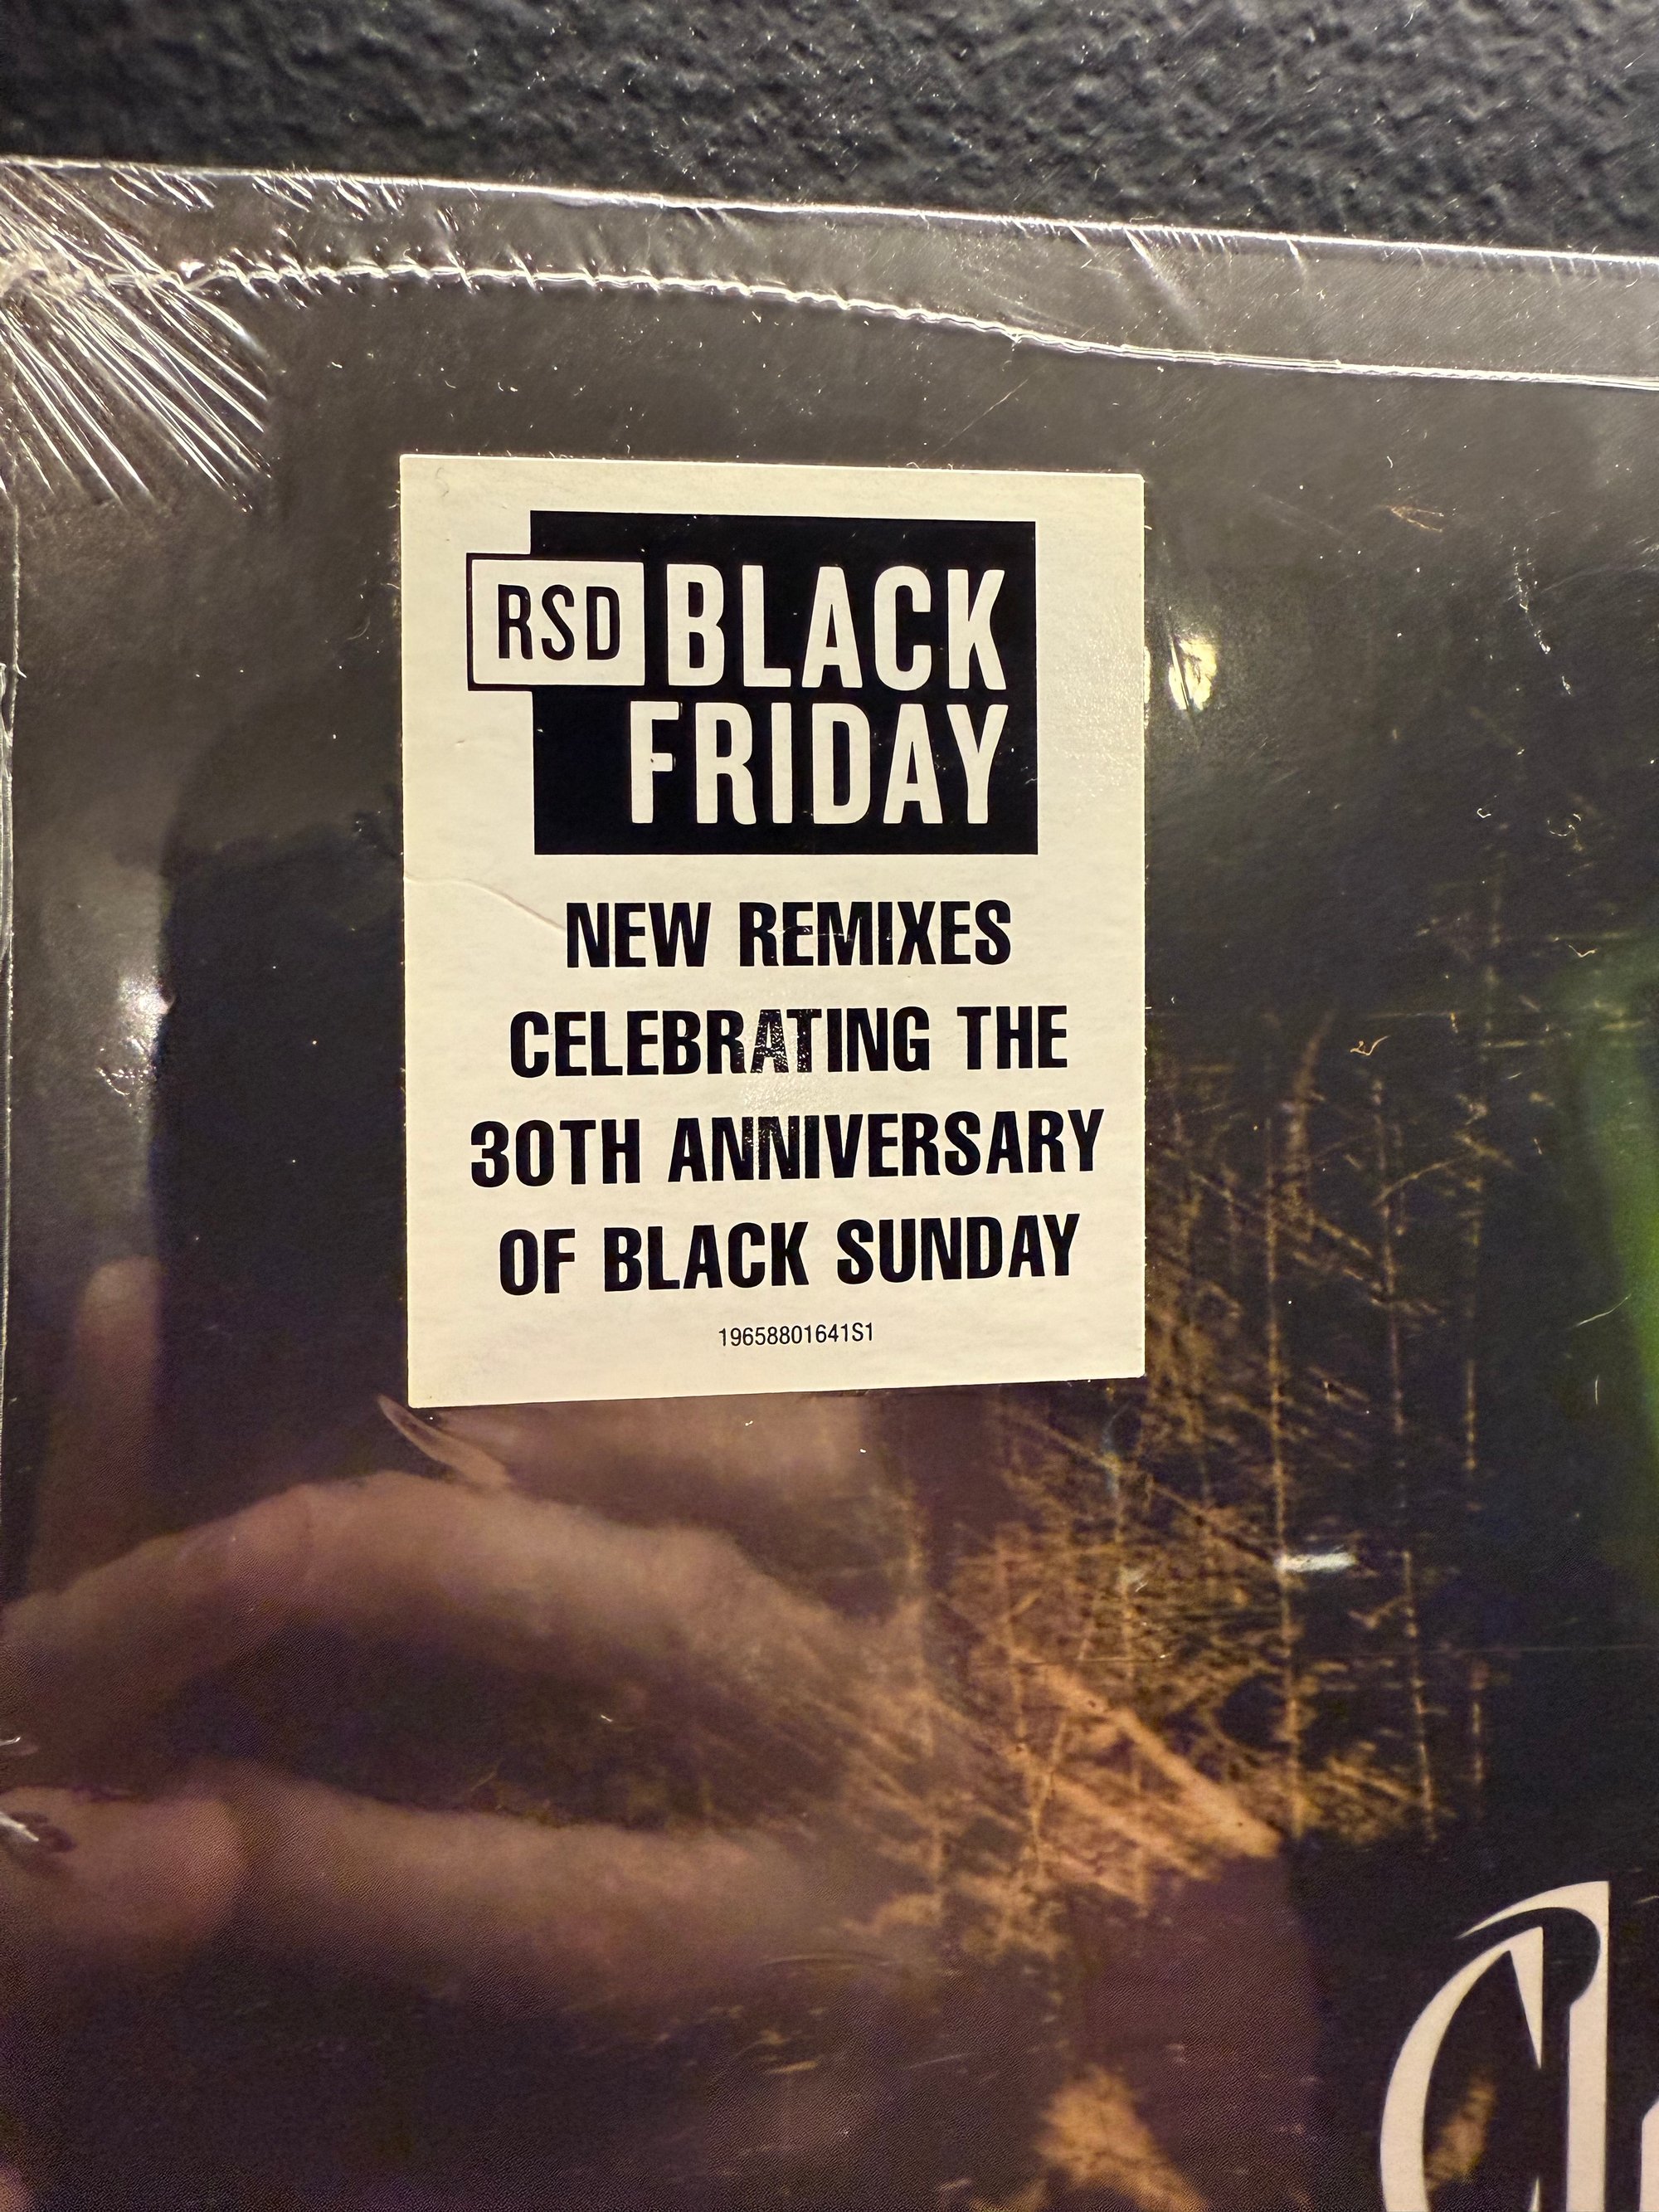 RSD BLACK
FRIDAY
NEW REMIXES
CELEBRATING THE
30TH ANNIVERSARY
OF BLACK SUNDAY
19658801641S1